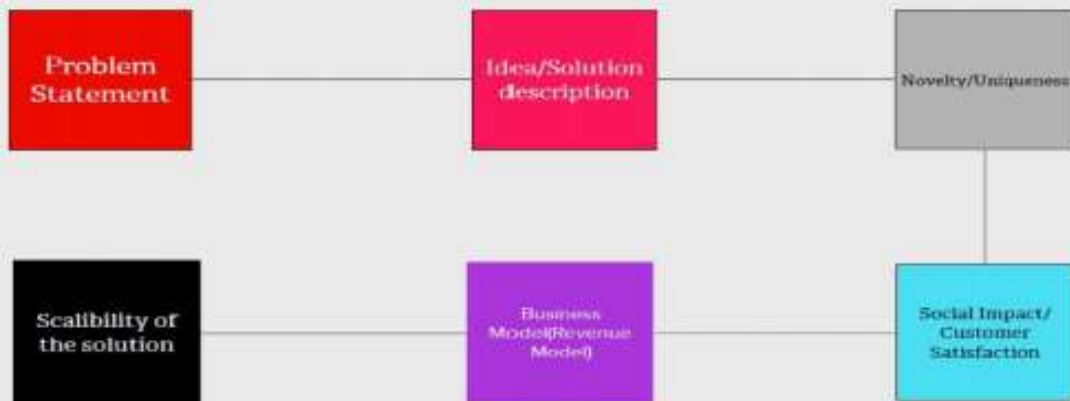 Problem
Statement
Idea/Solution
description
Novelty/Uniqueness
Social Impact/
Customer
Satisfaction
Business
Model(Revenue
Model)
Scalibility of
the solution